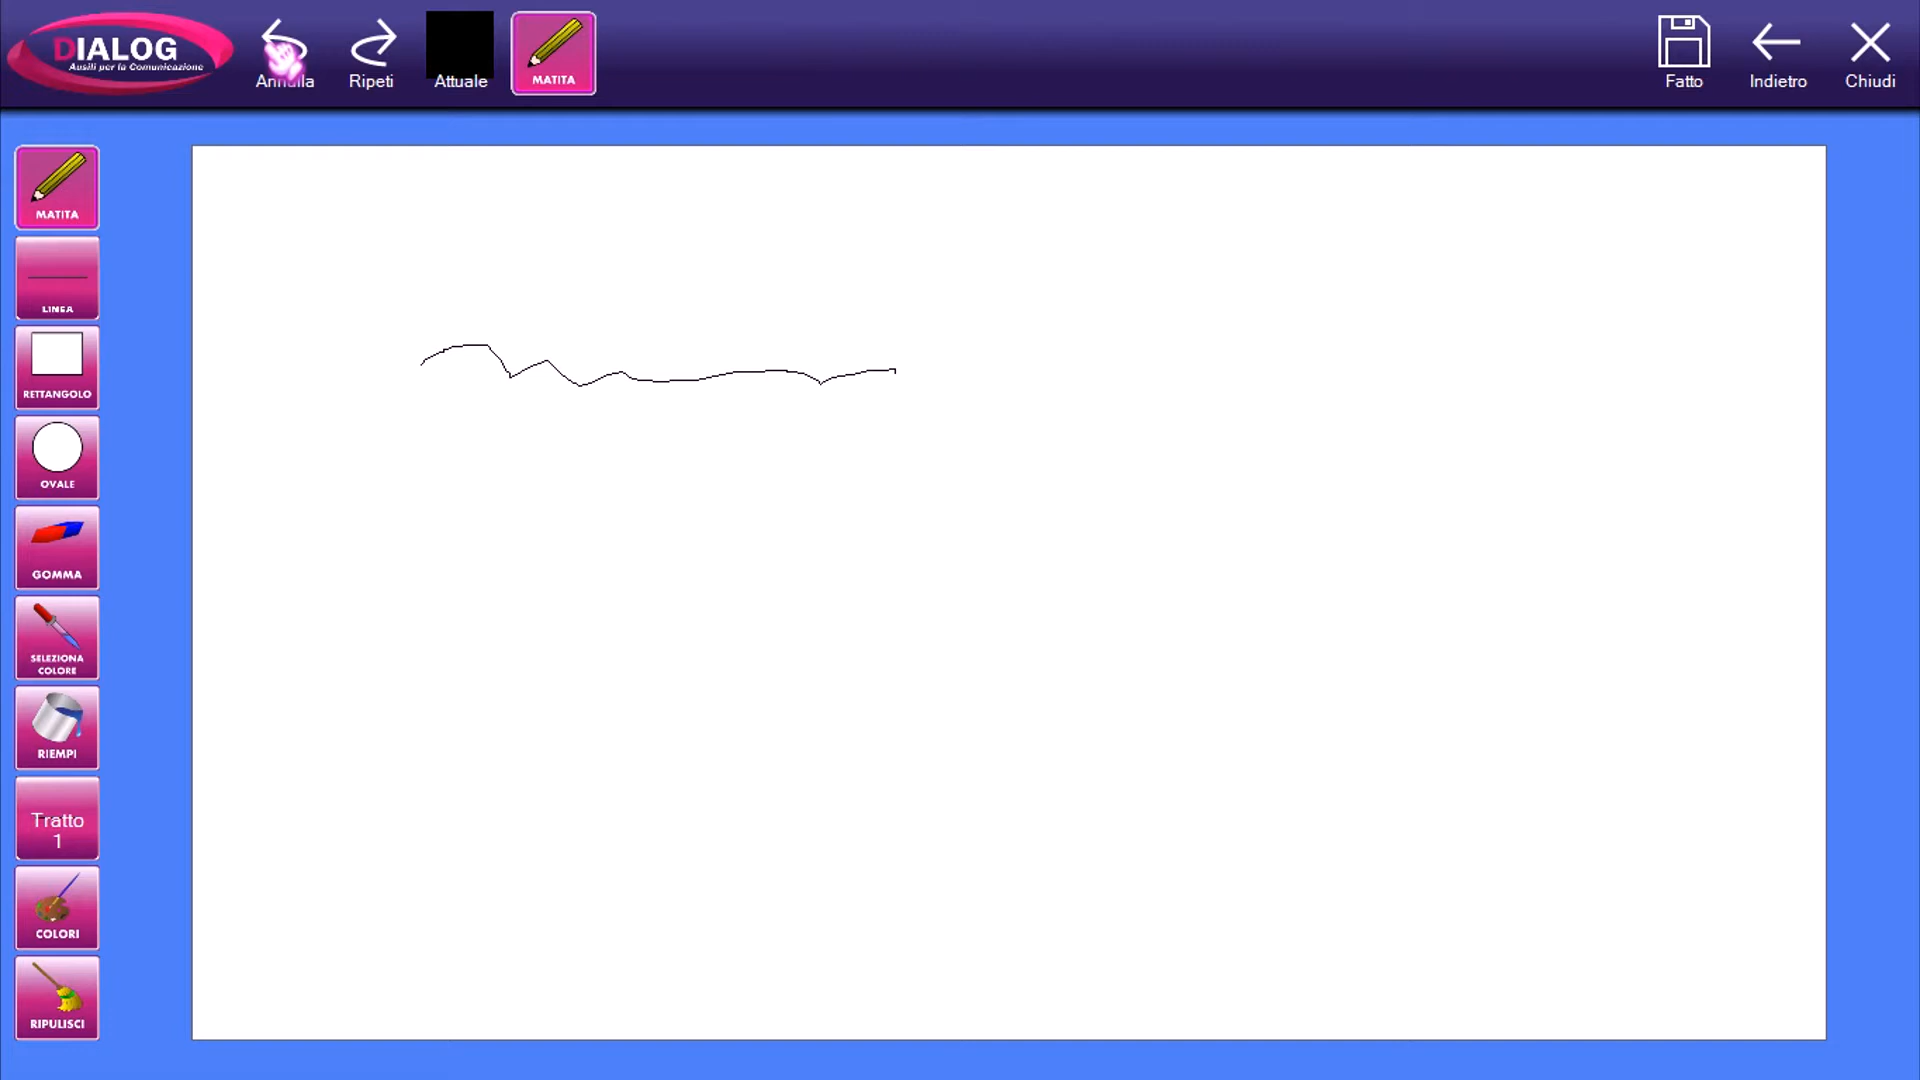 DIALOG
Ausili per la Comunicazione
Annulla
Ripeti
Attuale
MATITA
Fatto
Indietro
Chiudi
MATITA
LINEA
RETTANGOLO
OVALE
GOMMA
SELEZIONA
COLORE
RIEMPI
Tratto
1
COLORI
RIPULISCI